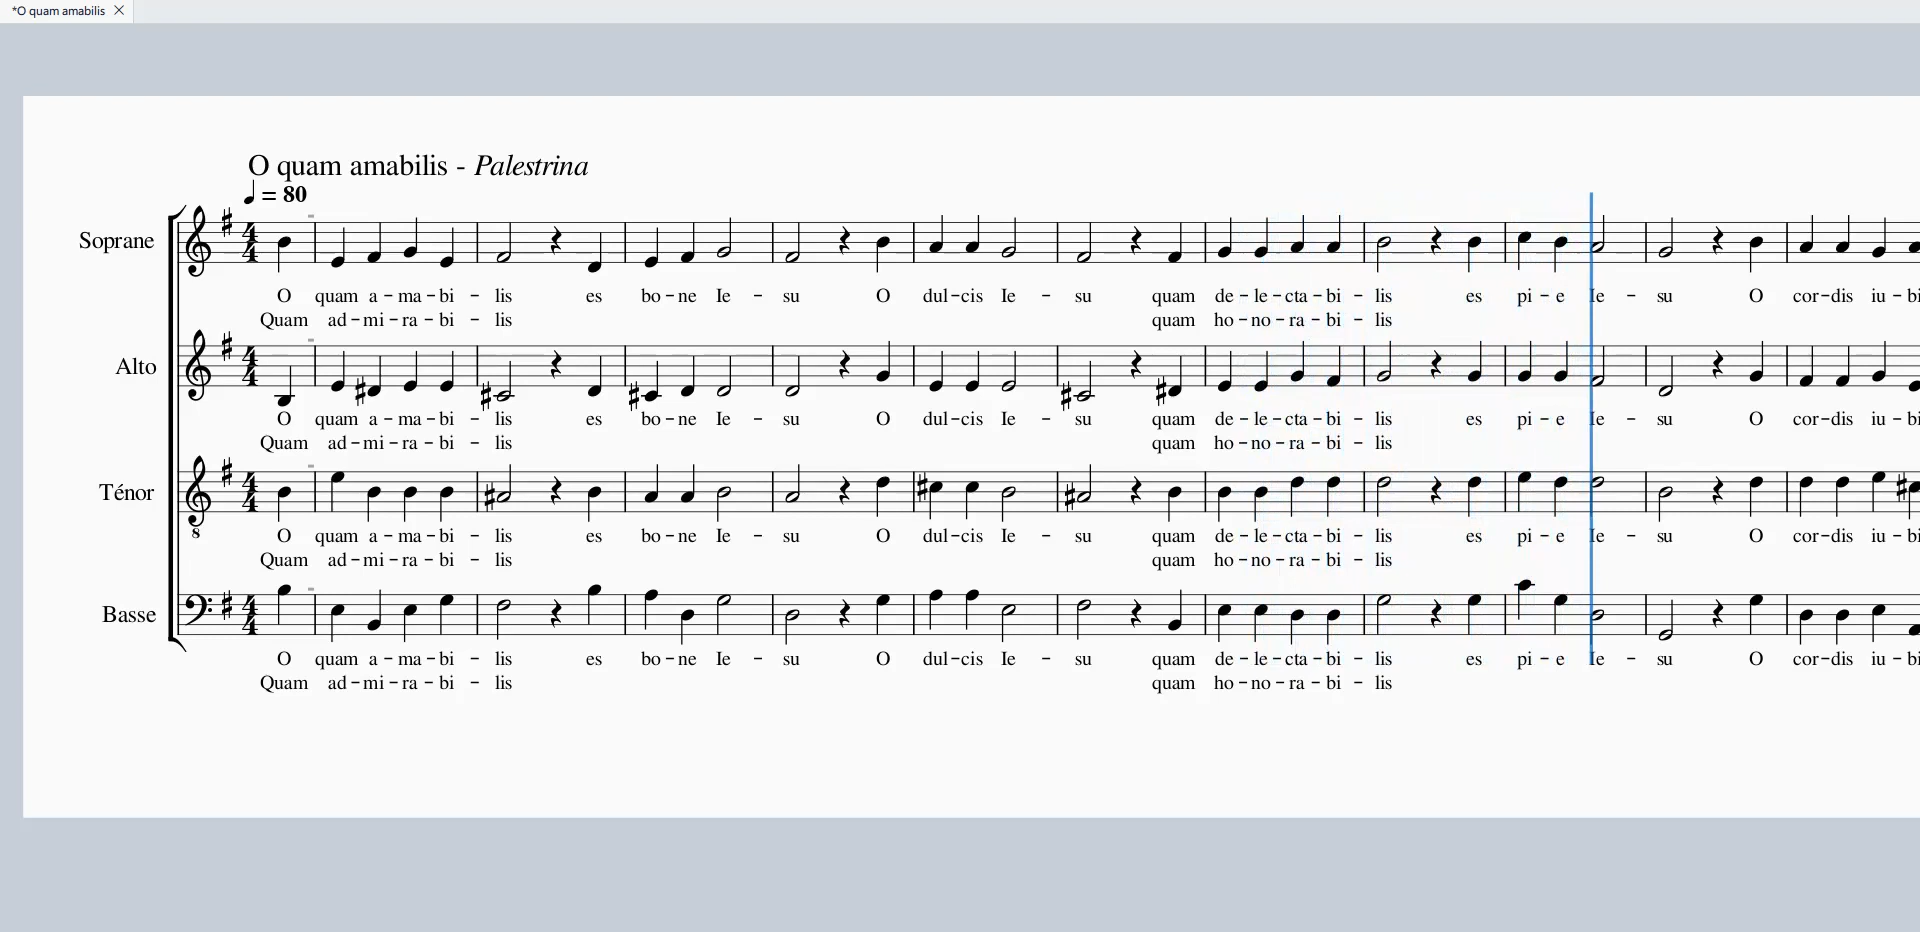 *O quam amabilis
O quam amabilis - Palestrina
= 80
Soprane
O quam a - ma - bi - lis es bo - ne Ie - su O dul - cis Ie - su quam de - le - cta - bi - lis es pi - e Ie - su O cor - dis iu - bi
Quam ad - mi - ra - bi - lis quam ho - no - ra - bi - lis
Alto
O quam a - ma - bi - lis es bo - ne Ie - su O dul - cis Ie - su quam de - le - cta - bi - lis es pi - e Ie - su O cor - dis iu - bi
Quam ad - mi - ra - bi - lis quam ho - no - ra - bi - lis
Ténor
8
O quam a - ma - bi - lis es bo - ne Ie - su O dul - cis Ie - su quam de - le - cta - bi - lis es pi - e Ie - su O cor - dis iu - bi
Quam ad - mi - ra - bi - lis quam ho - no - ra - bi - lis
Basse
O quam a - ma - bi - lis es bo - ne Ie - su O dul - cis Ie - su quam de - le - cta - bi - lis es pi - e Ie - su O cor - dis iu - bi
Quam ad - mi - ra - bi - lis quam ho - no - ra - bi - lis